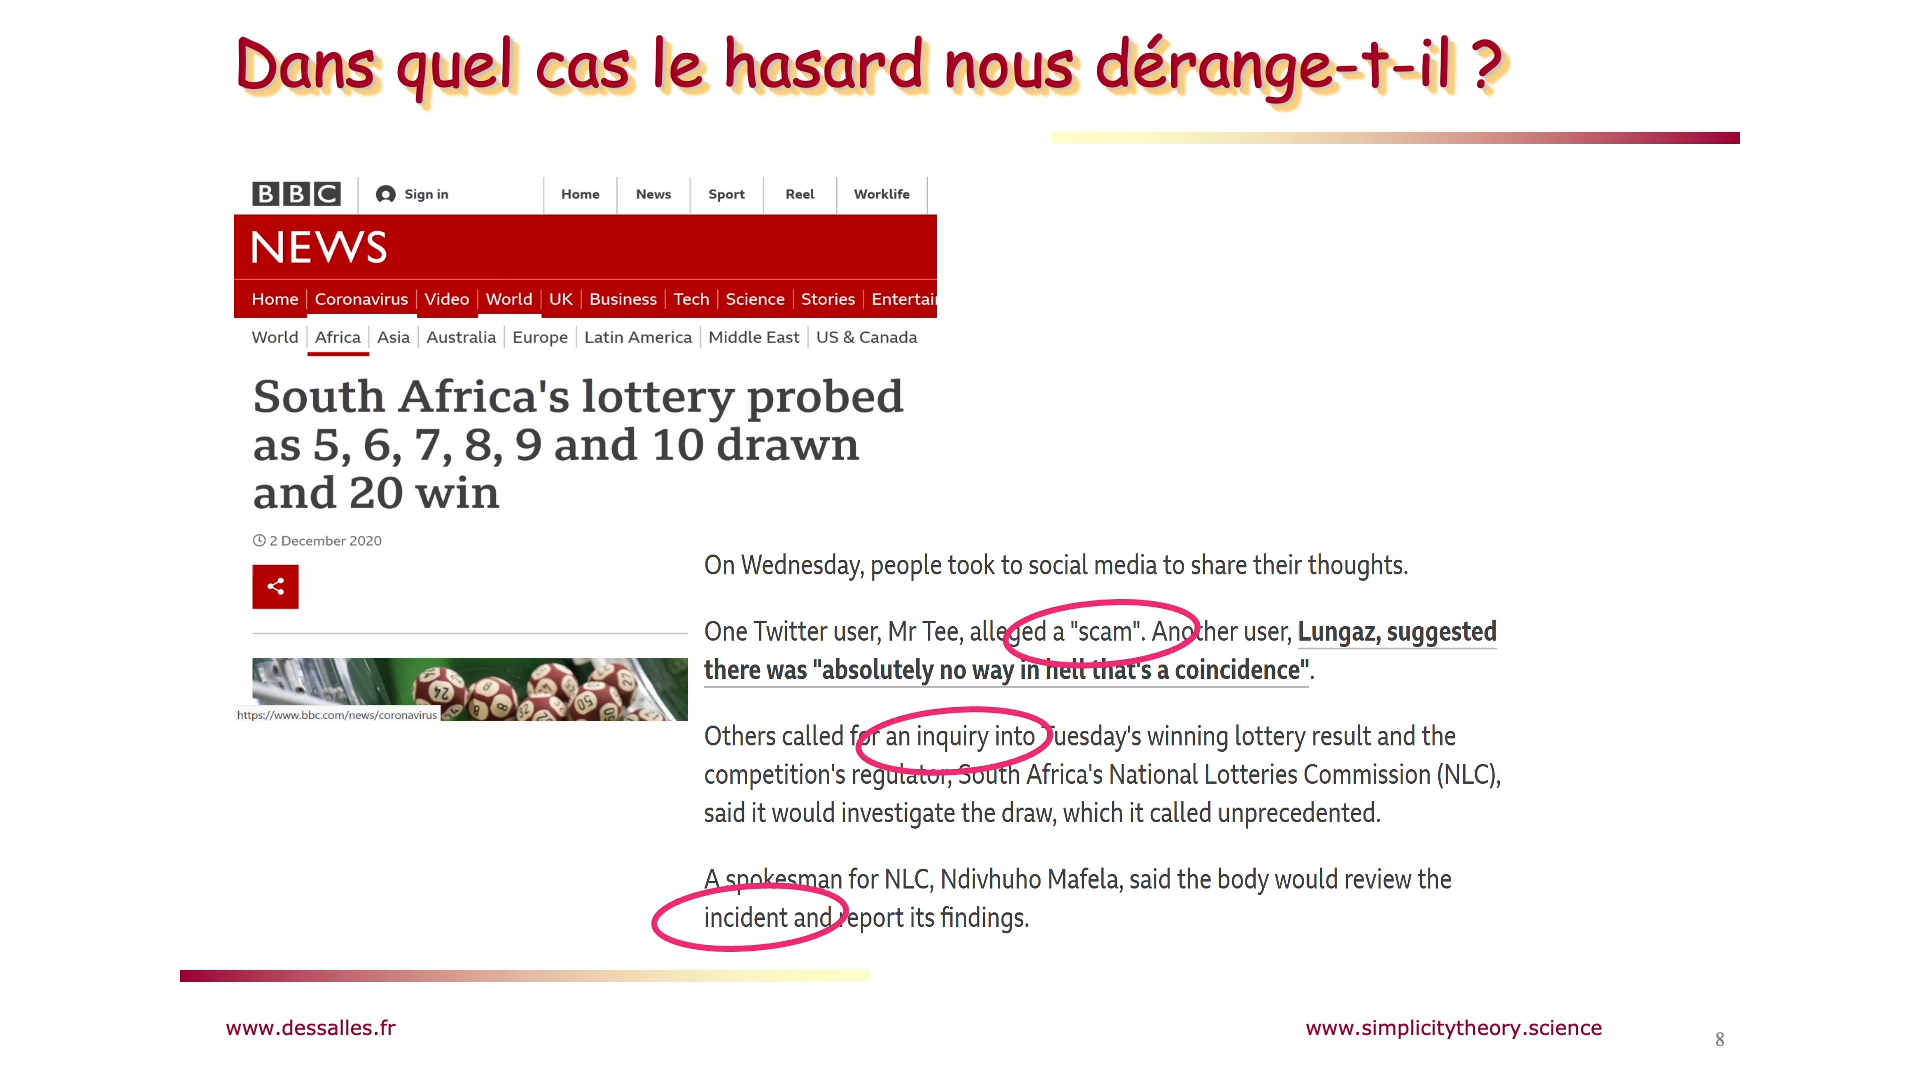 Dans quel cas le hasard nous dérange-t-il ?
BBC Sign in Home News Sport Reel Worklife
NEWS
Home Coronavirus Video World UK Business Tech Science Stories Entertai
World Africa Asia Australia Europe Latin America Middle East US & Canada
South Africa's lottery probed
as 5, 6, 7, 8, 9 and 10 drawn
and 20 win
2 December 2020
https://www.bbc.com/news/coronavirus
On Wednesday, people took to social media to share their thoughts.
One Twitter user, Mr Tee, alleged a "scam". Another user, Lungaz, suggested
there was "absolutely no way in hell that's a coincidence".
Others called for an inquiry into Tuesday's winning lottery result and the
competition's regulator, South Africa's National Lotteries Commission (NLC),
said it would investigate the draw, which it called unprecedented.
A spokesman for NLC, Ndivhuho Mafela, said the body would review the
incident and report its findings.
www.dessalles.fr
www.simplicitytheory.science
8